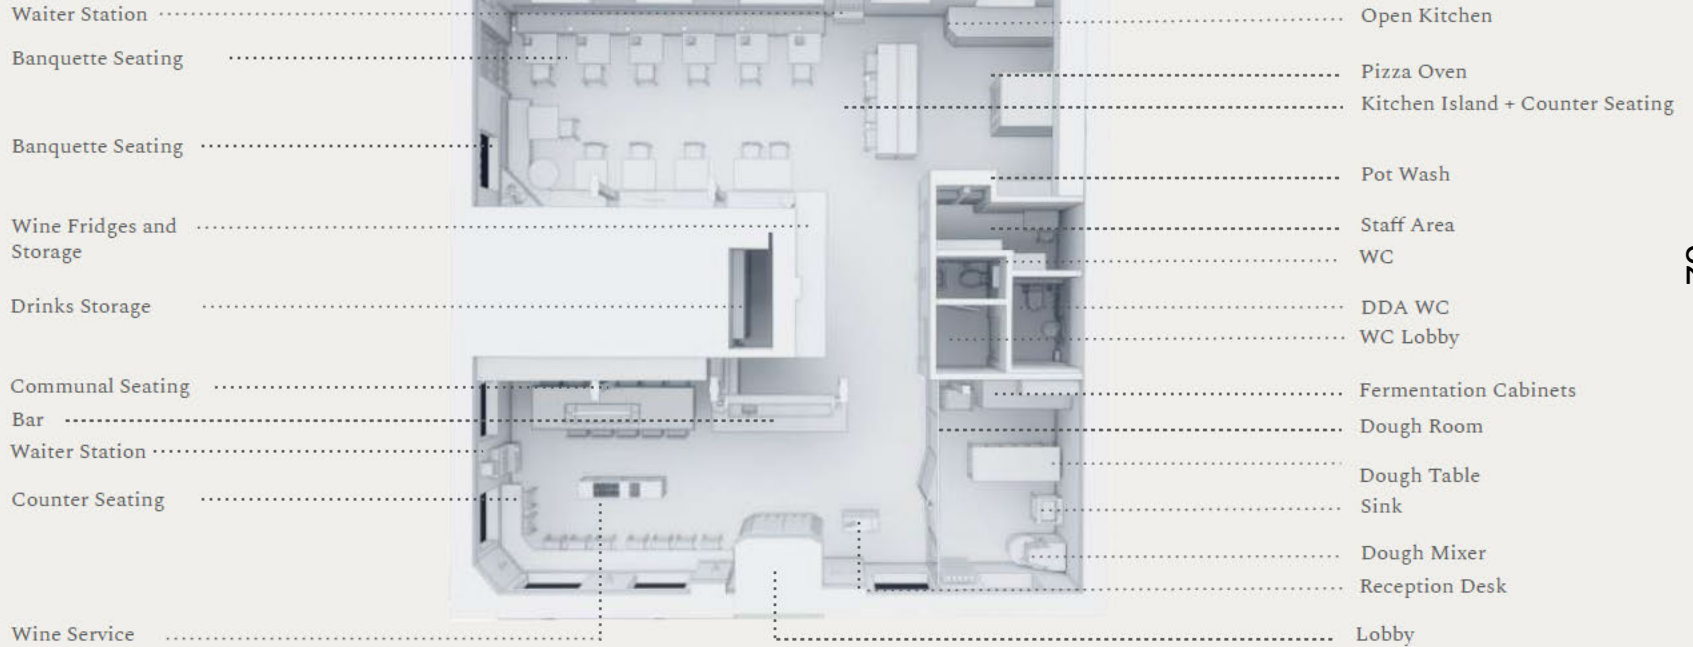 Waiter Station
Banquette Seating
Banquette Seating
Wine Fridges and
Storage
Drinks Storage
Communal Seating
Bar
Waiter Station
Counter Seating
Wine Service
Open Kitchen
Pizza Oven
Kitchen Island + Counter Seating
Pot Wash
Staff Area
WC
DDA WC
WC Lobby
Fermentation Cabinets
Dough Room
Dough Table
Sink
Dough Mixer
Reception Desk
Lobby